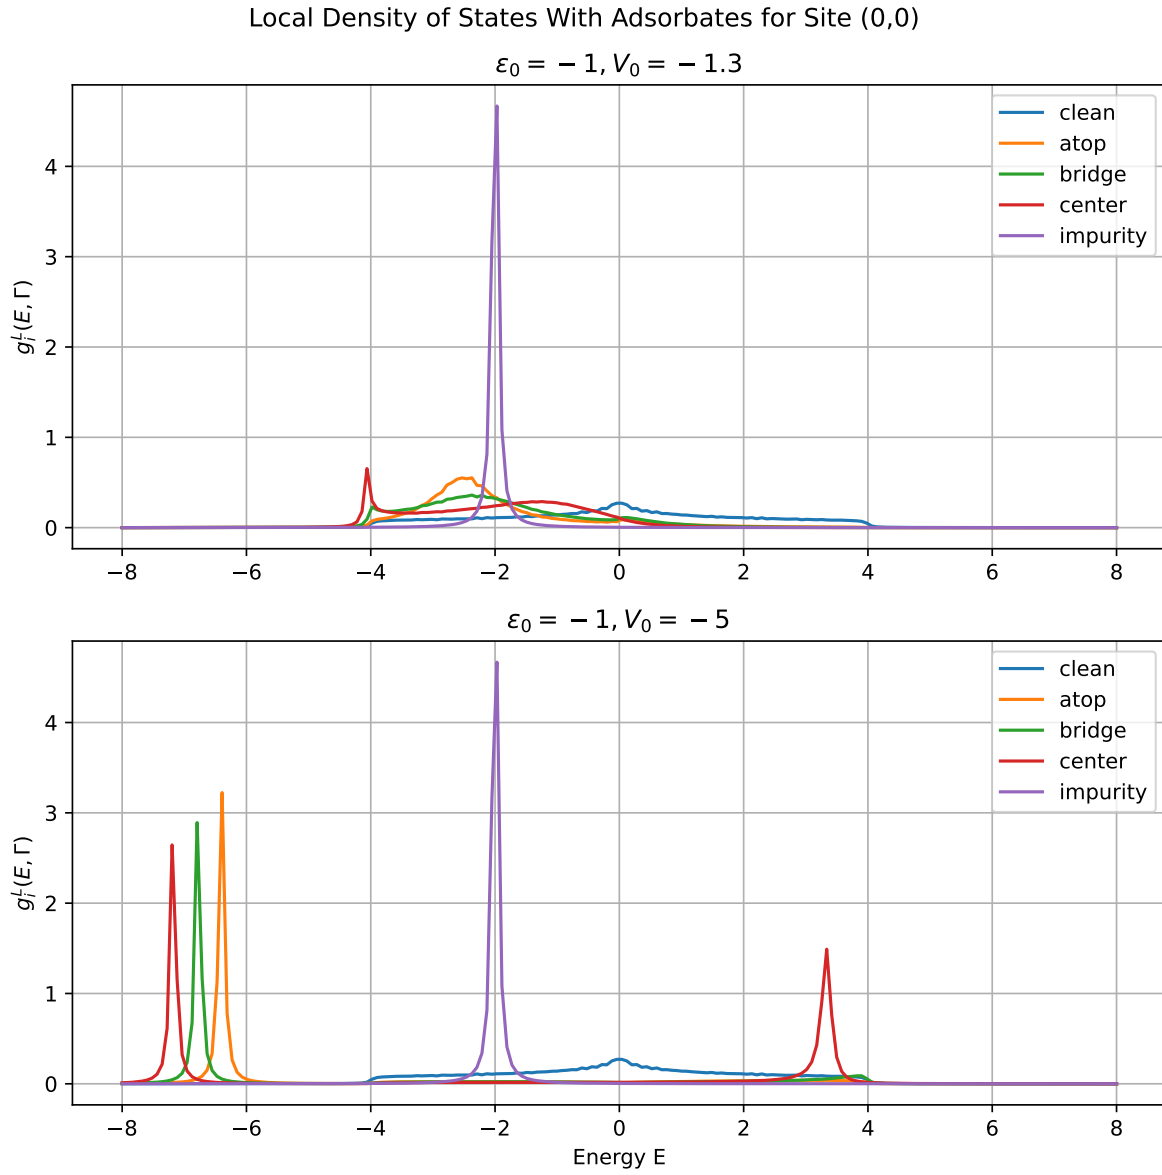 Local Density of States With Adsorbates for Site (0,0)
ε₀ = −1, V₀ = −1.3
clean
atop
bridge
center
impurity
4
3
2
1
0
gᵢᴸ(E, Γ)
−8 −6 −4 −2 0 2 4 6 8
ε₀ = −1, V₀ = −5
clean
atop
bridge
center
impurity
4
3
2
1
0
gᵢᴸ(E, Γ)
−8 −6 −4 −2 0 2 4 6 8
Energy E